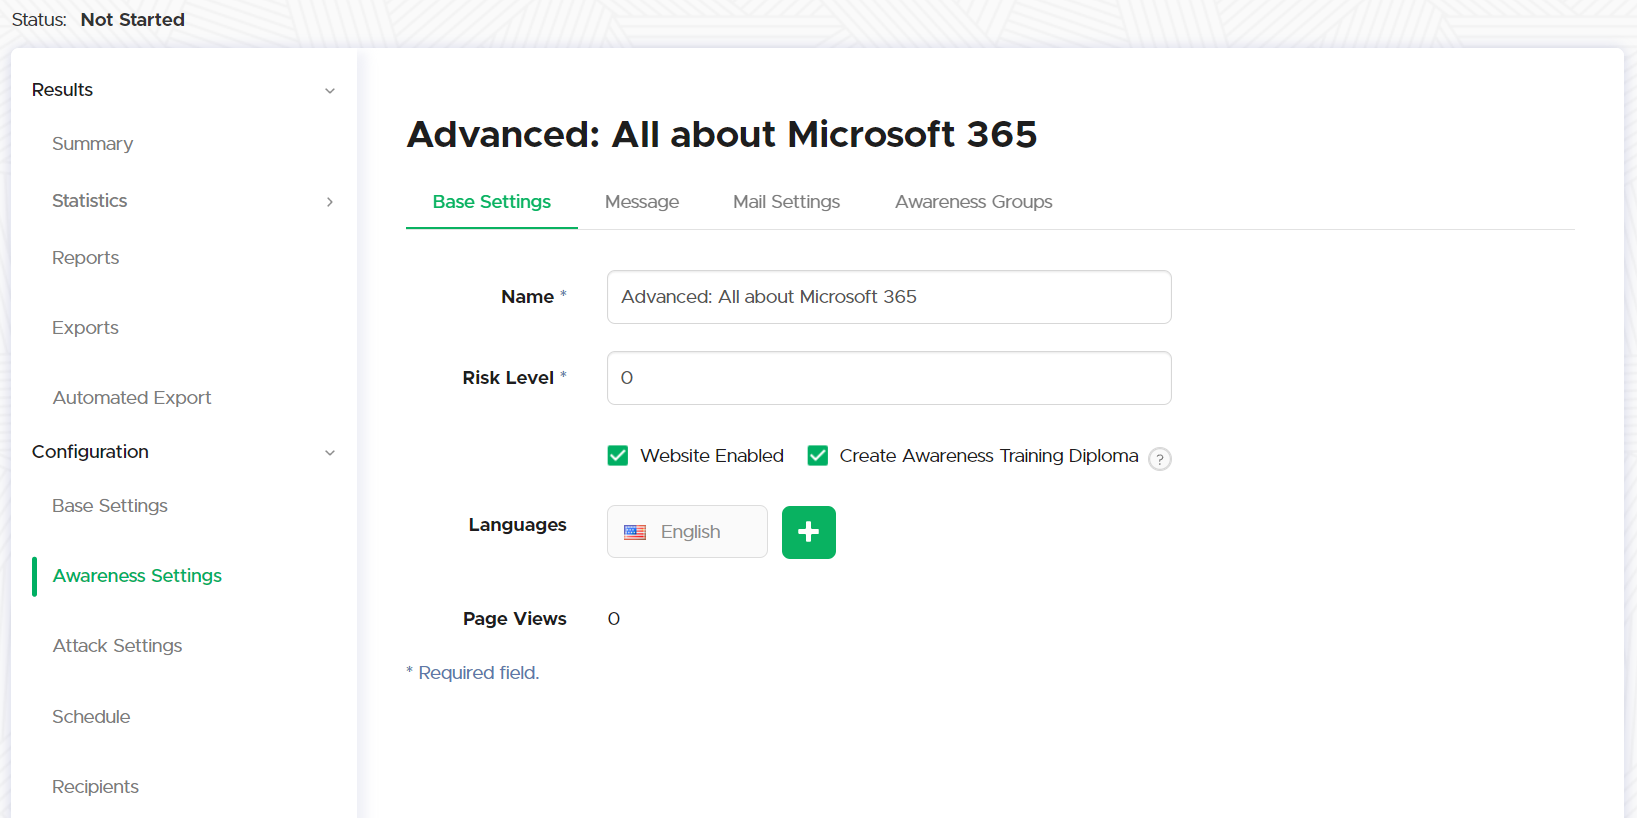 Status: Not Started
Results
Summary
Statistics
Reports
Exports
Automated Export
Configuration
Base Settings
Awareness Settings
Attack Settings
Schedule
Recipients
Advanced: All about Microsoft 365
Base Settings Message Mail Settings Awareness Groups
Name * Advanced: All about Microsoft 365
Risk Level * 0
Website Enabled Create Awareness Training Diploma ?
Languages English +
Page Views 0
* Required field.